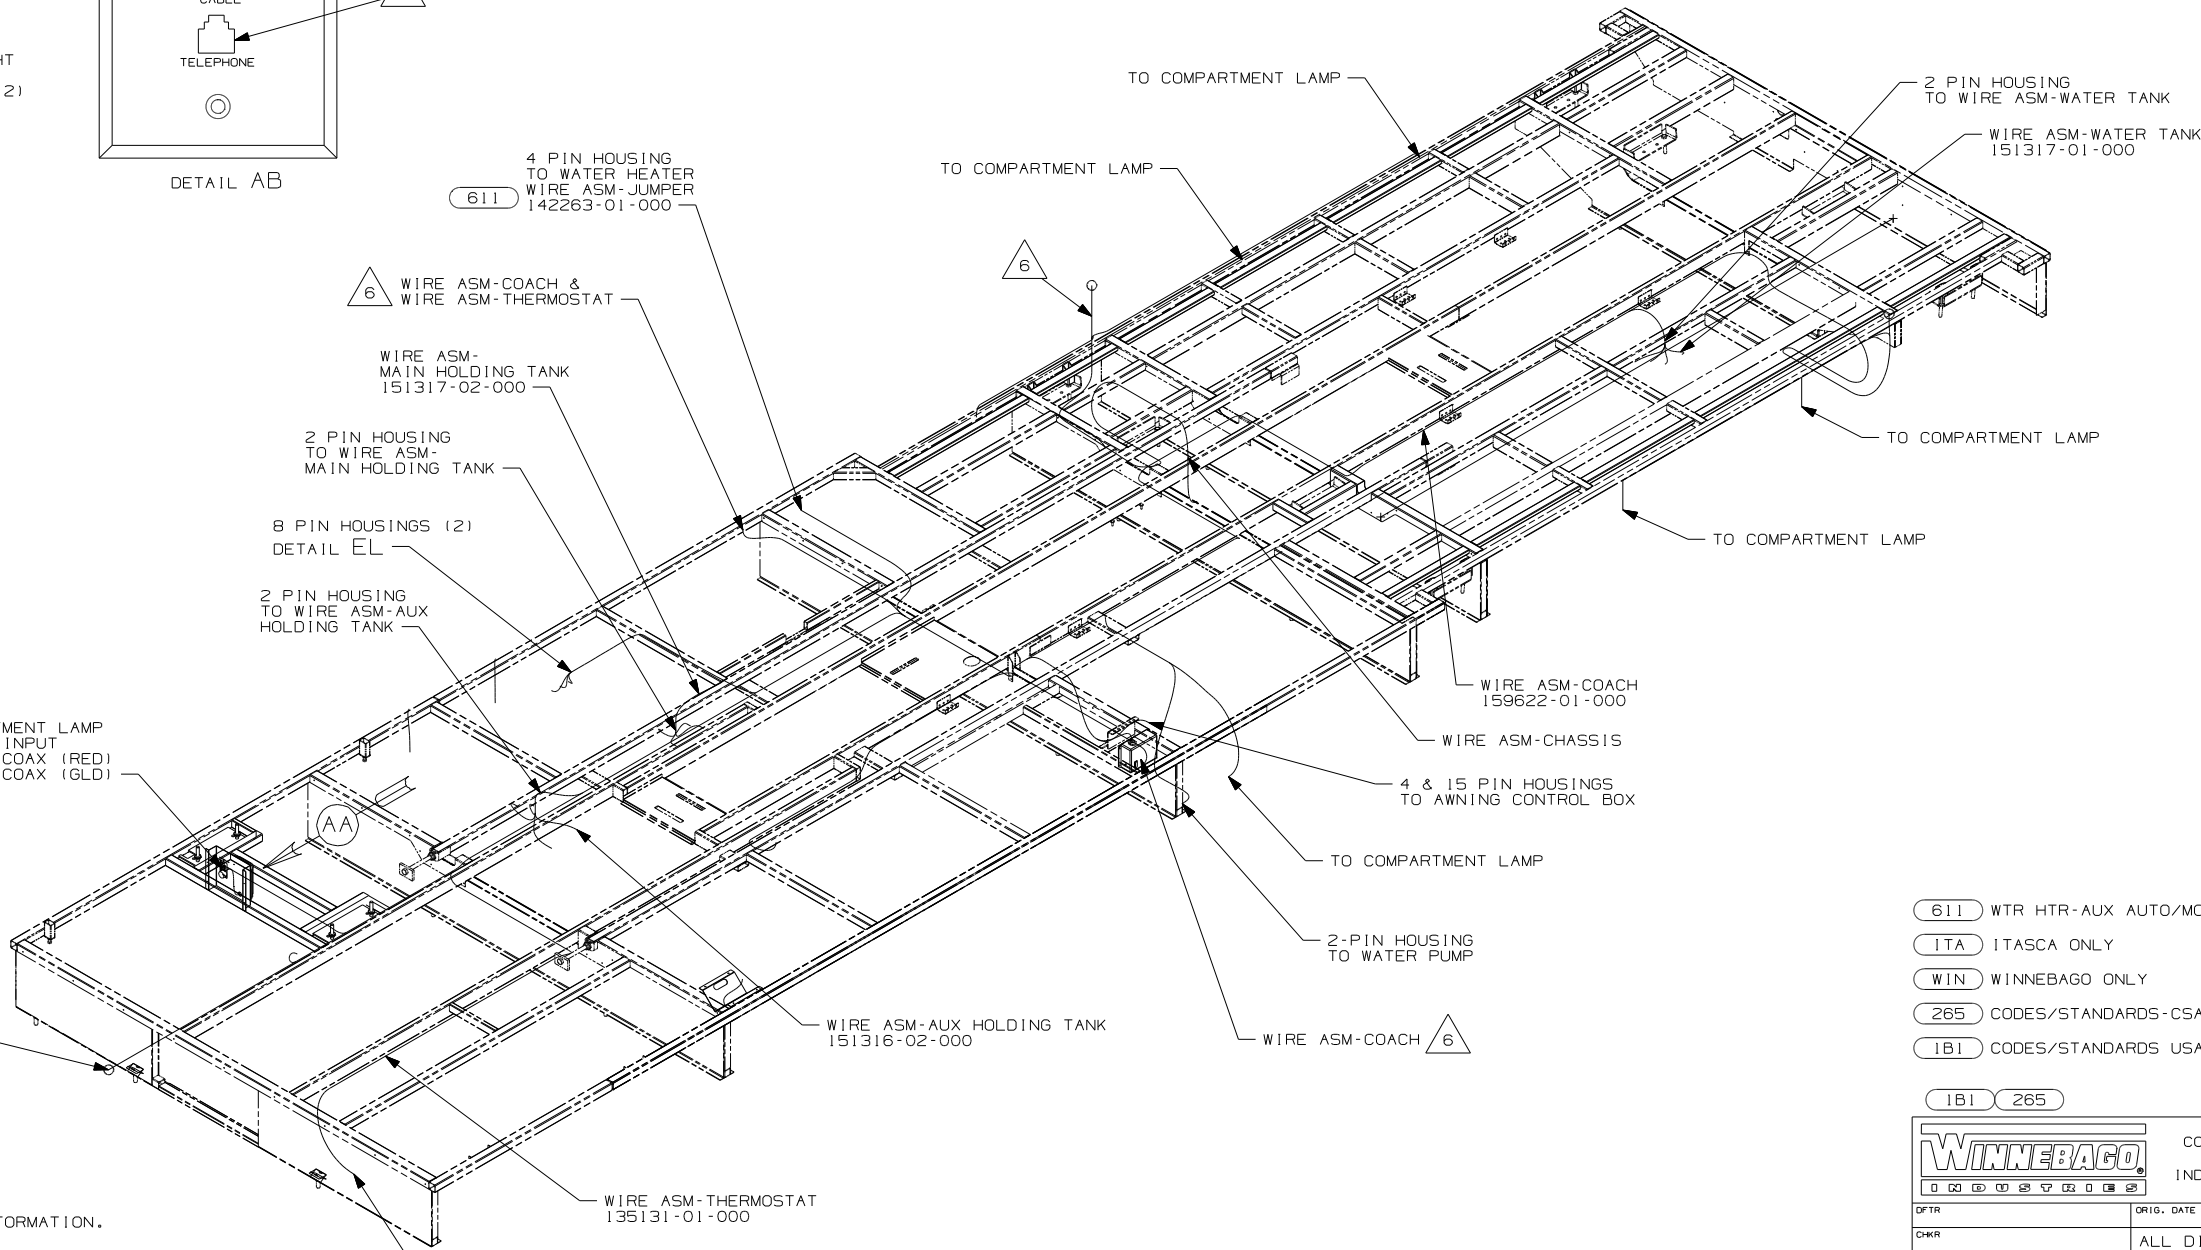 CABLE
TELEPHONE
DETAIL AB
HT
2)
4 PIN HOUSING
TO WATER HEATER
611 WIRE ASM-JUMPER
142263-01-000
6 WIRE ASM-COACH &
WIRE ASM-THERMOSTAT
WIRE ASM-
MAIN HOLDING TANK
151317-02-000
2 PIN HOUSING
TO WIRE ASM-
MAIN HOLDING TANK
8 PIN HOUSINGS (2)
DETAIL EL
2 PIN HOUSING
TO WIRE ASM-AUX
HOLDING TANK
TMENT LAMP
INPUT
COAX (RED)
COAX (GLD)
AA
TO COMPARTMENT LAMP
TO COMPARTMENT LAMP
6
2 PIN HOUSING
TO WIRE ASM-WATER TANK
WIRE ASM-WATER TANK
151317-01-000
TO COMPARTMENT LAMP
TO COMPARTMENT LAMP
WIRE ASM-COACH
159622-01-000
WIRE ASM-CHASSIS
4 & 15 PIN HOUSINGS
TO AWNING CONTROL BOX
TO COMPARTMENT LAMP
2-PIN HOUSING
TO WATER PUMP
WIRE ASM-COACH 6
WIRE ASM-AUX HOLDING TANK
151316-02-000
WIRE ASM-THERMOSTAT
135131-01-000
FORMATION.
611 WTR HTR-AUX AUTO/MO
ITA ITASCA ONLY
WIN WINNEBAGO ONLY
265 CODES/STANDARDS-CSA
1B1 CODES/STANDARDS USA
1B1 265
WINNEBAGO
INDUSTRIES
CO
IND
DFTR
ORIG. DATE
CHKR
ALL DI